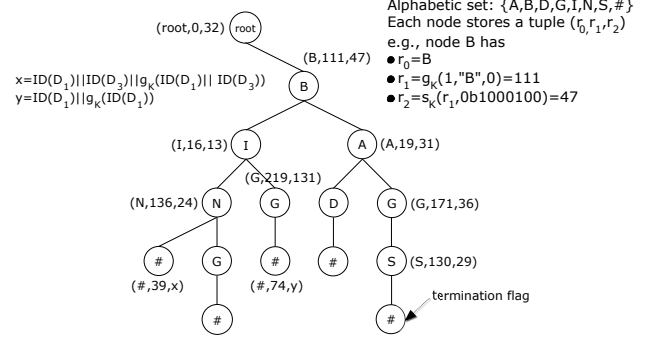 Alphabetic set: {A,B,D,G,I,N,S,#}
(root,0,32) root Each node stores a tuple (r0,r1,r2)
e.g., node B has
(B,111,47) ● r0=B
x=ID(D1)||ID(D3)||gK(ID(D1)|| ID(D3)) B ● r1=gK(1,"B",0)=111
y=ID(D1)||gK(ID(D1)) ● r2=sK(r1,0b1000100)=47
(I,16,13) I A (A,19,31)
(G,219,131)
(N,136,24) N G D G (G,171,36)
# G # # S (S,130,29)
(#,39,x) (#,74,y)
termination flag
# #